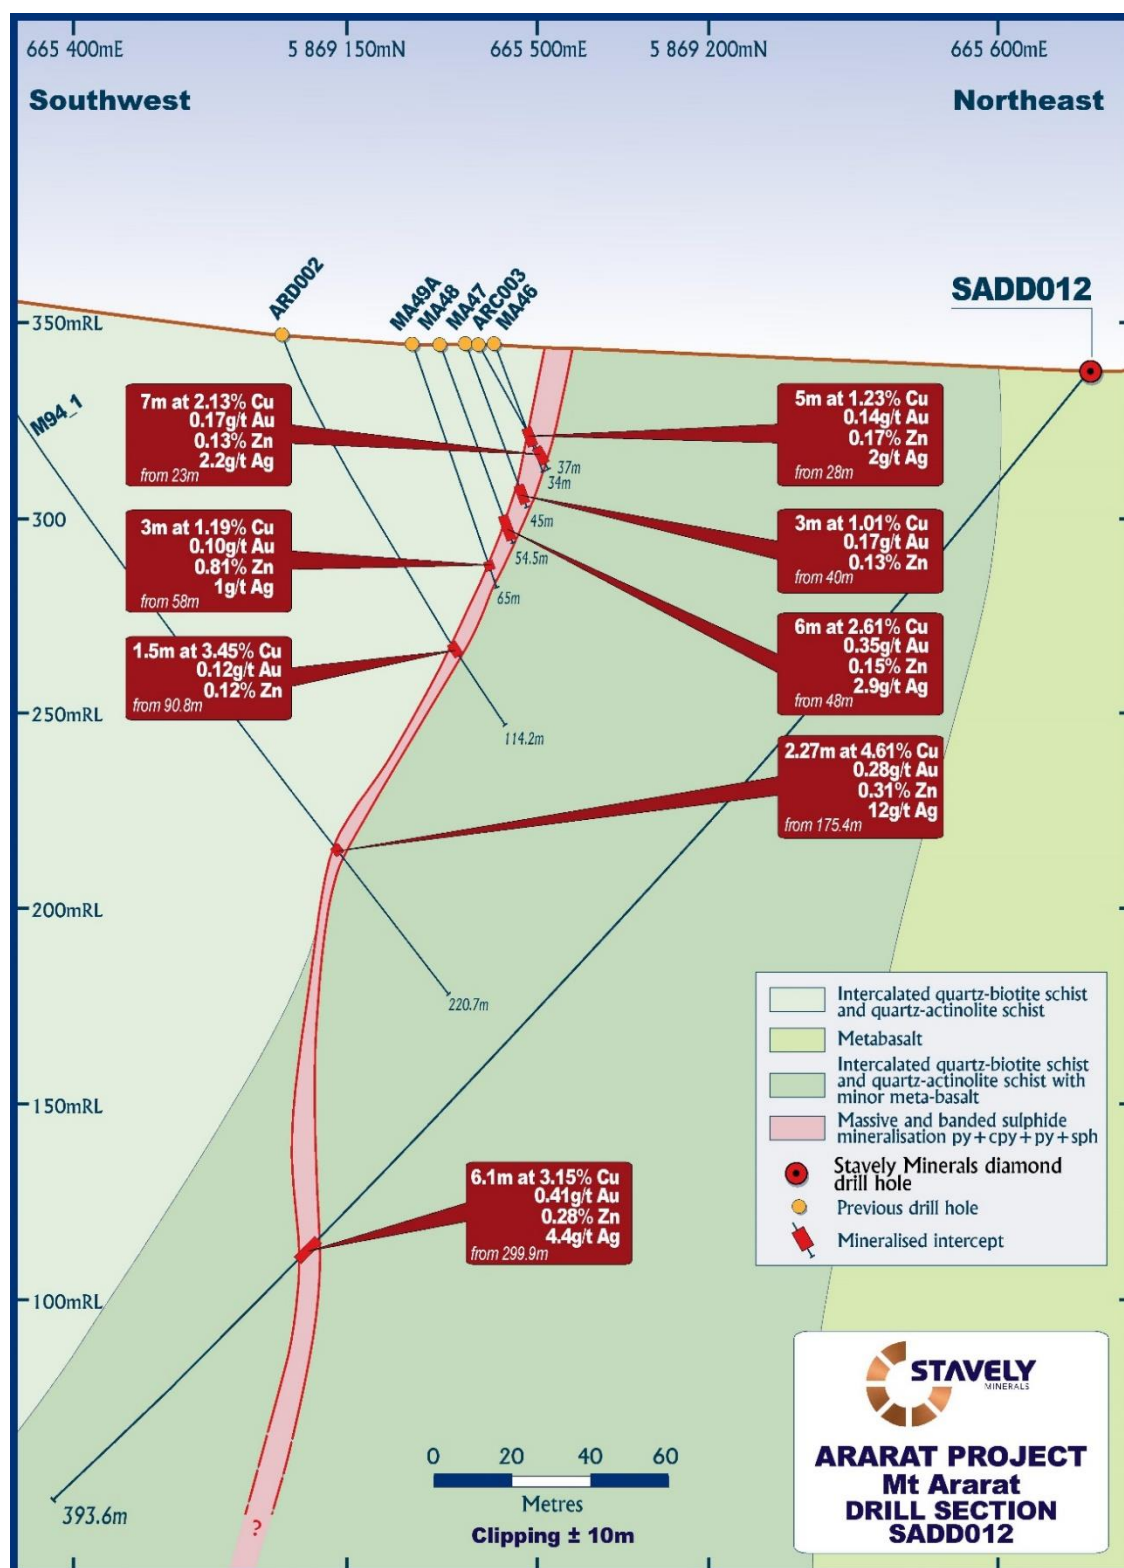 665 400mE
5 869 150mN
665 500mE
5 869 200mN
665 600mE
Southwest
Northeast
ARD002
MA49A
MA48
MA47
ARC003
MA46
SADD012
350mRL
M94_1
7m at 2.13% Cu
0.17g/t Au
0.13% Zn
2.2g/t Ag
from 23m
5m at 1.23% Cu
0.14g/t Au
0.17% Zn
2g/t Ag
from 28m
37m
34m
300
45m
54.5m
65m
3m at 1.19% Cu
0.10g/t Au
0.81% Zn
1g/t Ag
from 58m
3m at 1.01% Cu
0.17g/t Au
0.13% Zn
from 40m
1.5m at 3.45% Cu
0.12g/t Au
0.12% Zn
from 90.8m
6m at 2.61% Cu
0.35g/t Au
0.15% Zn
2.9g/t Ag
from 48m
250mRL
114.2m
2.27m at 4.61% Cu
0.28g/t Au
0.31% Zn
12g/t Ag
from 175.4m
200mRL
220.7m
Intercalated quartz-biotite schist
and quartz-actinolite schist
Metabasalt
Intercalated quartz-biotite schist
and quartz-actinolite schist with
minor meta-basalt
Massive and banded sulphide
mineralisation py+cpy+py+sph
Stavely Minerals diamond
drill hole
Previous drill hole
Mineralised intercept
150mRL
6.1m at 3.15% Cu
0.41g/t Au
0.28% Zn
4.4g/t Ag
from 299.9m
100mRL
393.6m
?
0 20 40 60
Metres
Clipping ± 10m
STAVELY
MINERALS
ARARAT PROJECT
Mt Ararat
DRILL SECTION
SADD012